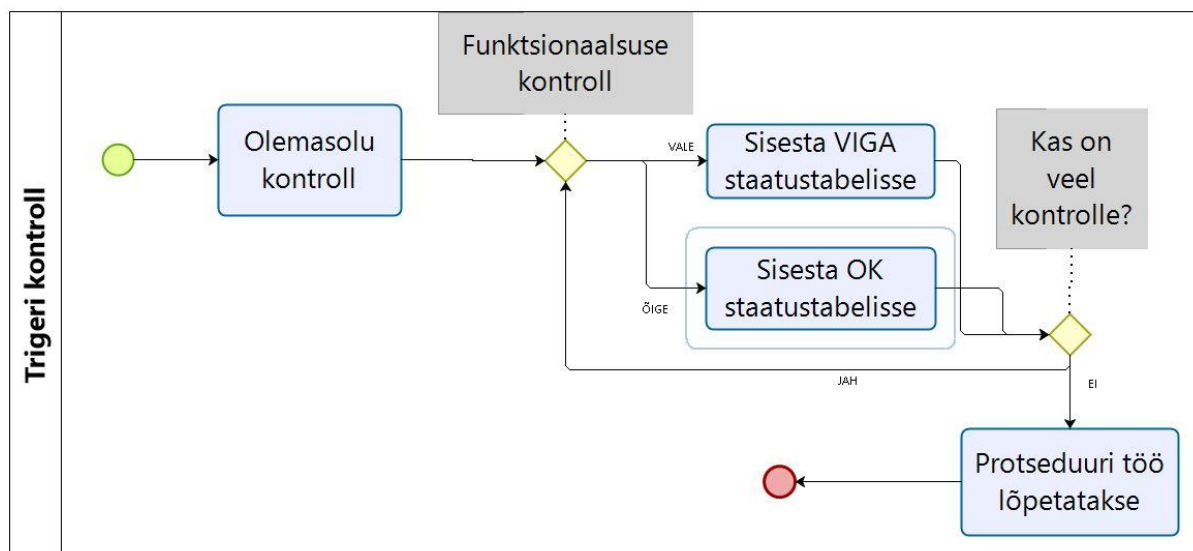 Trigeri kontroll
Olemasolu
kontroll
Funktsionaalsuse
kontroll
VALE
Sisesta VIGA
staatustabelisse
ÕIGE
Sisesta OK
staatustabelisse
Kas on
veel
kontrolle?
JAH
EI
Protseduuri töö
lõpetatakse